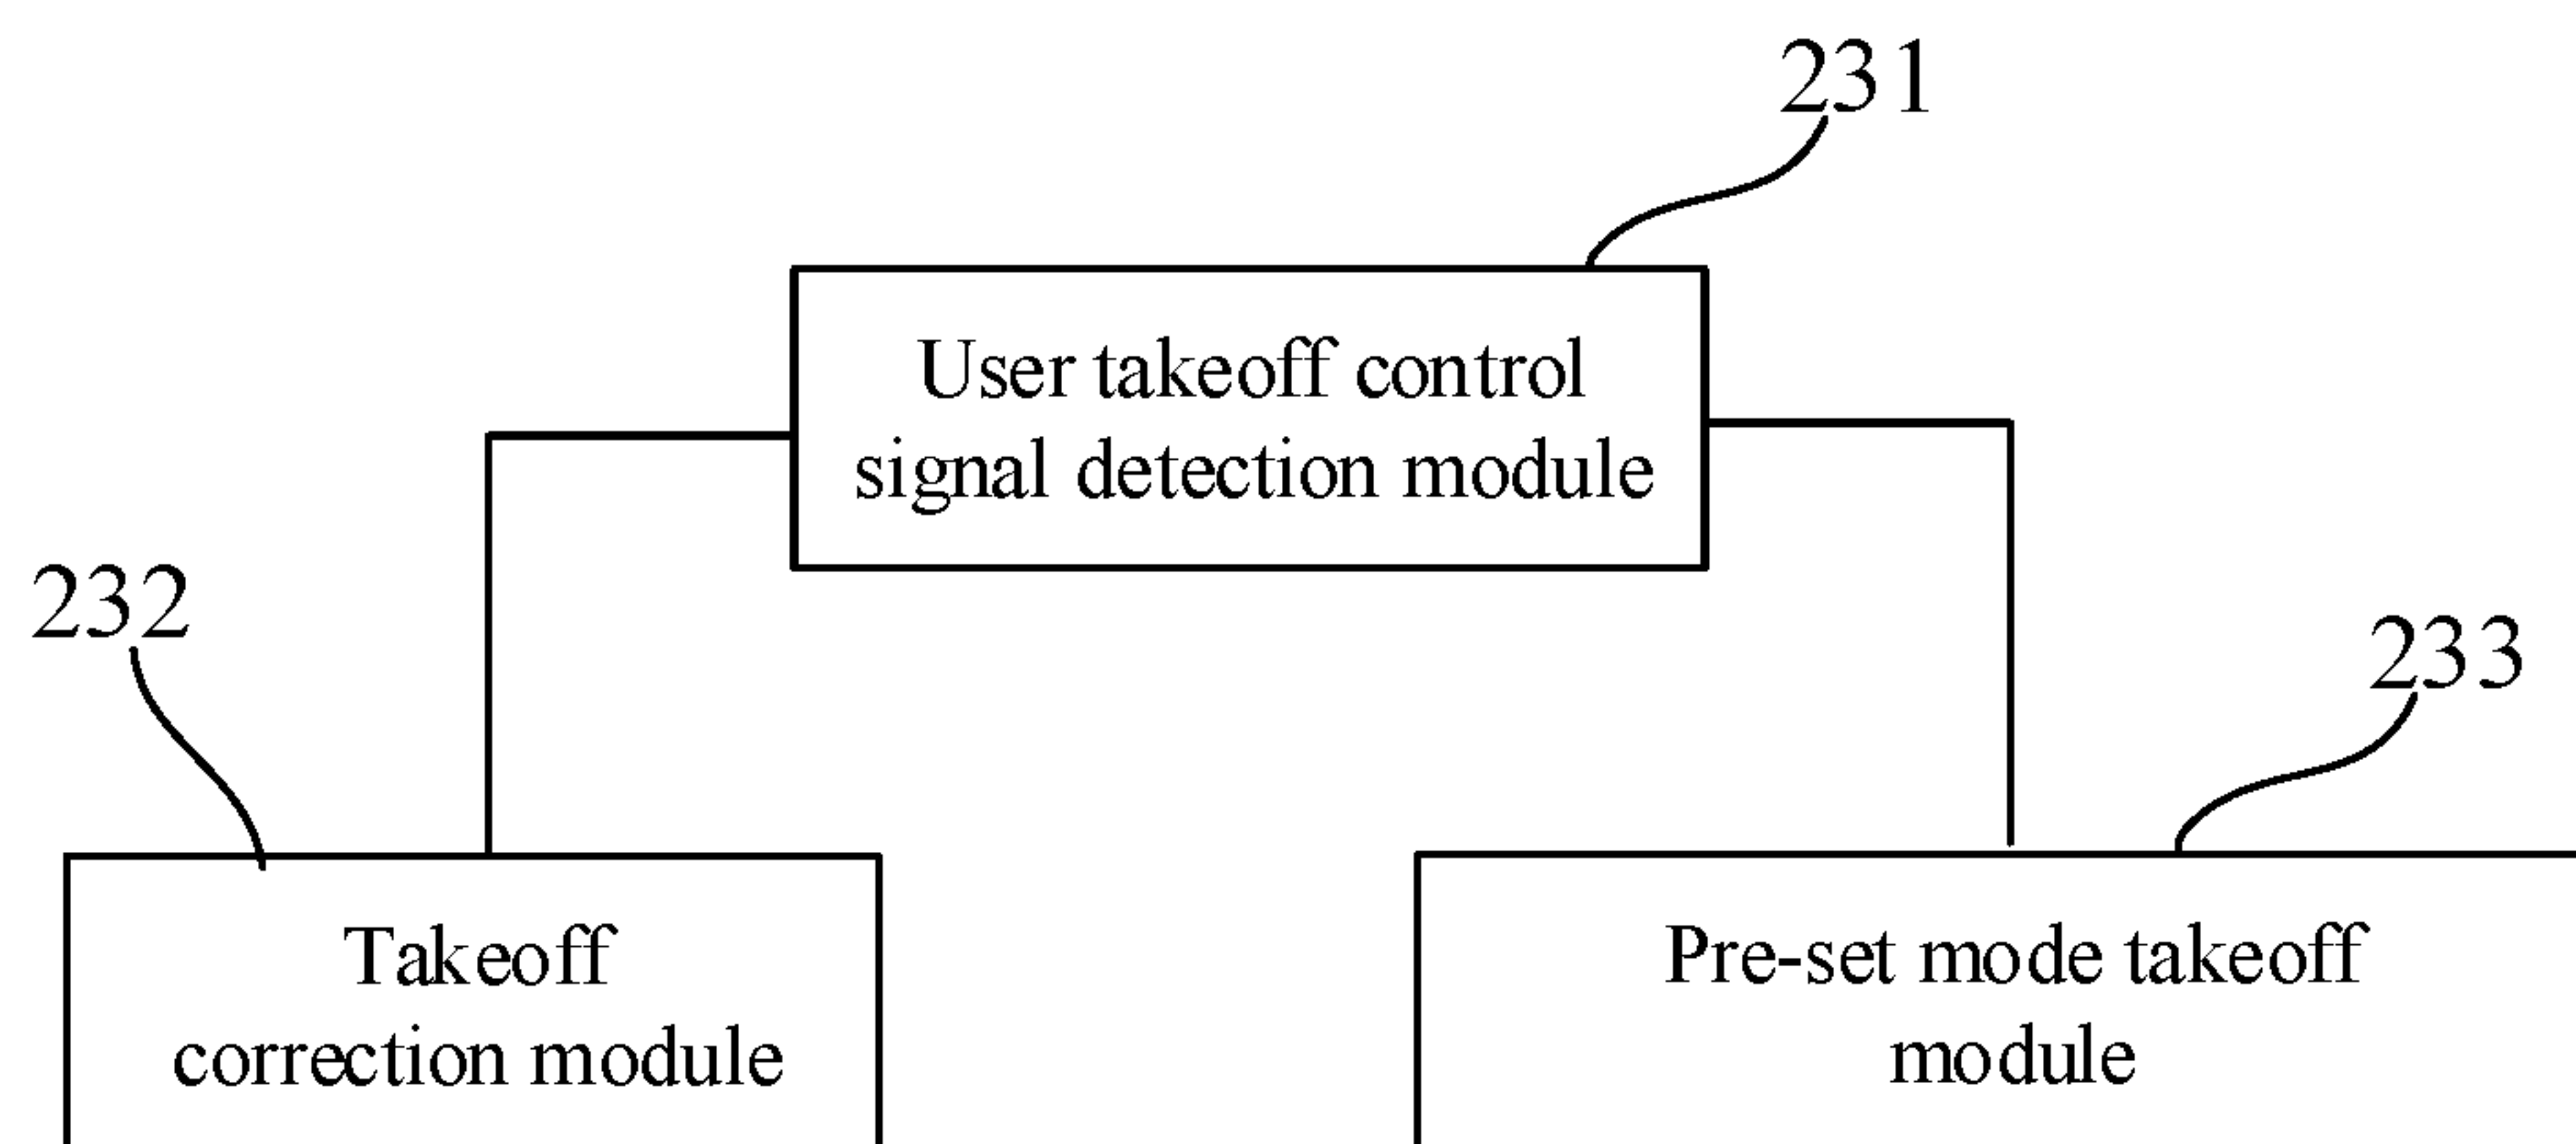 231
User takeoff control
signal detection module
232
233
Takeoff
correction module
Pre-set mode takeoff
module